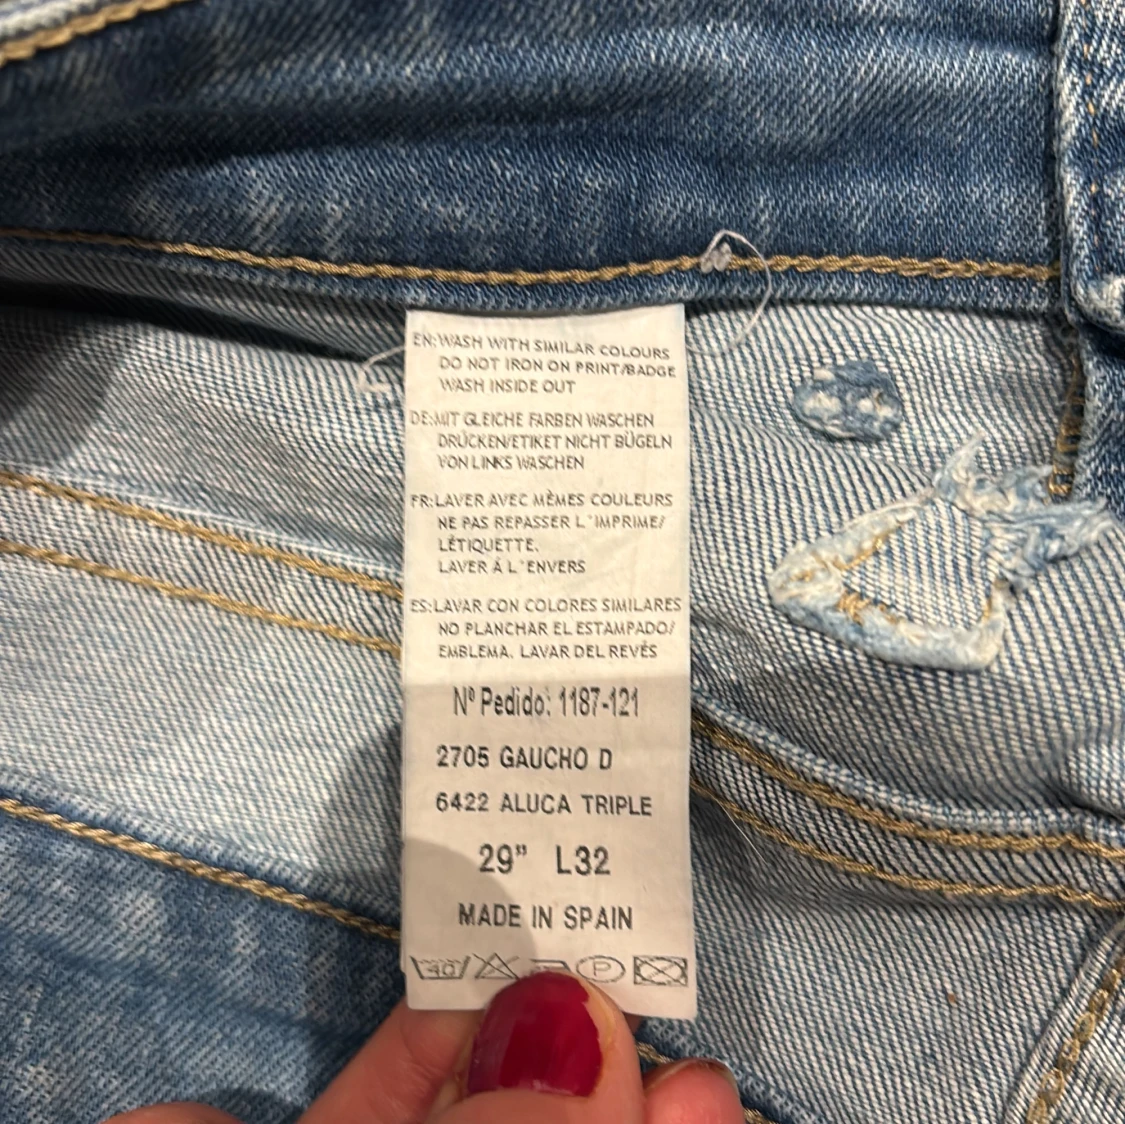 EN:WASH WITH SIMILAR COLOURS
DO NOT IRON ON PRINT/BADGE
WASH INSIDE OUT
DE:MIT GLEICHE FARBEN WASCHEN
DRÜCKEN/ETIKET NICHT BÜGELN
VON LINKS WASCHEN
FR:LAVER AVEC MÈMES COULEURS
NE PAS REPASSER L'IMPRIME/
LÉTIQUETTE.
LAVER Á L'ENVERS
ES:LAVAR CON COLORES SIMILARES
NO PLANCHAR EL ESTAMPADO/
EMBLEMA. LAVAR DEL REVÉS
Nº Pedido: 1187-121
2705 GAUCHO D
6422 ALUCA TRIPLE
29" L32
MADE IN SPAIN
40 P